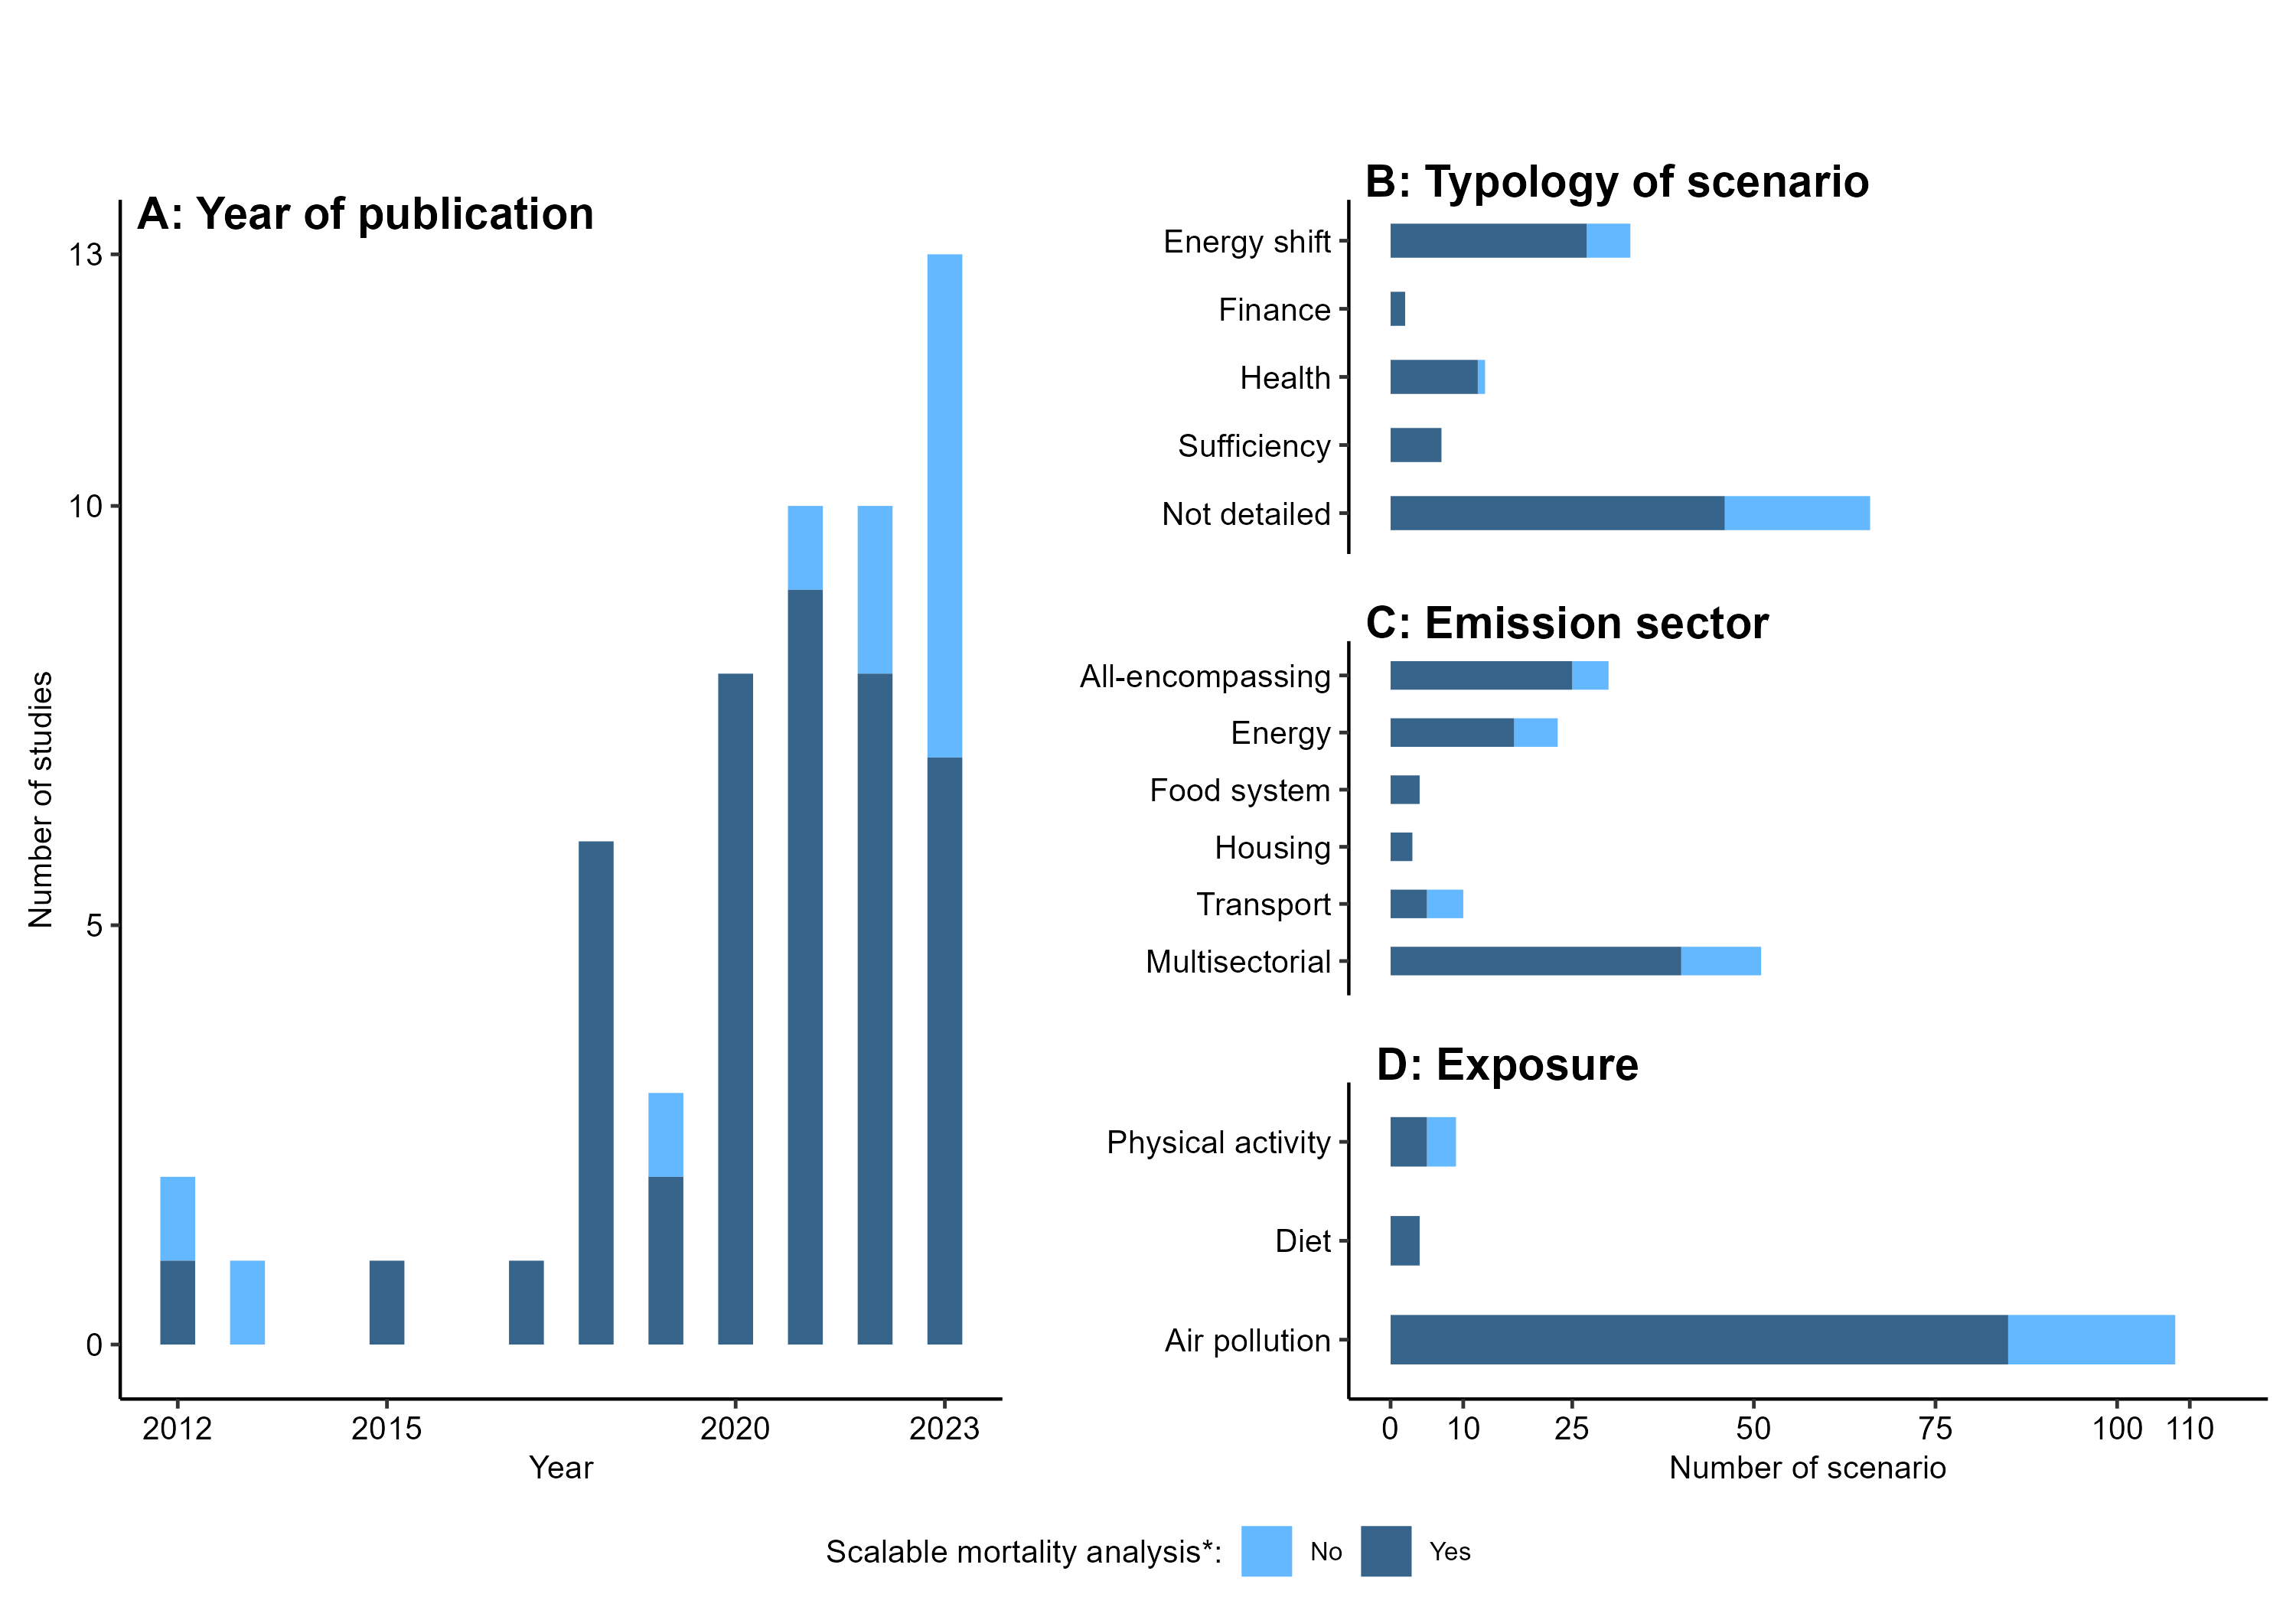 A: Year of publication
13
10
5
0
Number of studies
2012
2015
2020
2023
Year
B: Typology of scenario
Energy shift
Finance
Health
Sufficiency
Not detailed
C: Emission sector
All-encompassing
Energy
Food system
Housing
Transport
Multisectorial
D: Exposure
Physical activity
Diet
Air pollution
0
10
25
50
75
100
110
Number of scenario
Scalable mortality analysis*:
No
Yes